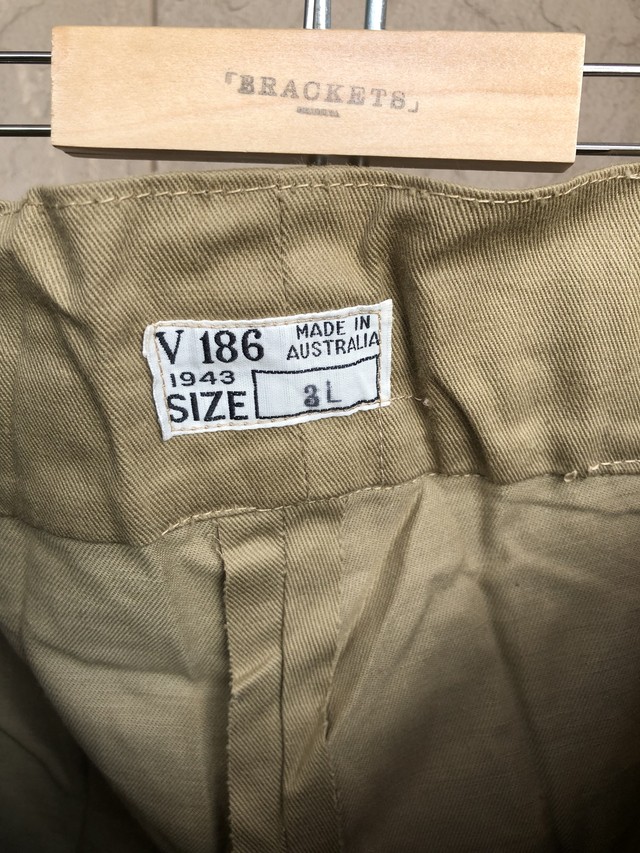 「BRACKETS」
V 186 MADE IN
AUSTRALIA
1943
SIZE 3L